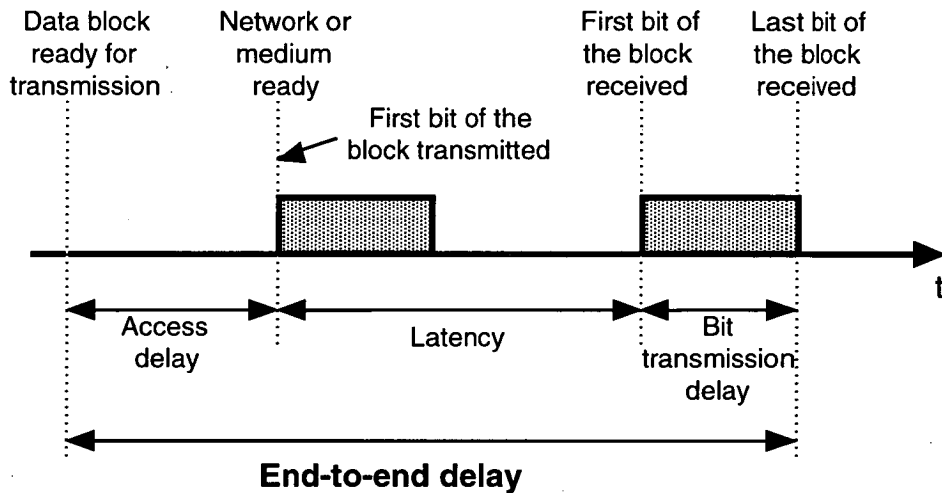 Data block
ready for
transmission
Network or
medium
ready
First bit of
the block
received
Last bit of
the block
received
First bit of the
block transmitted
t
Access
delay
Latency
Bit
transmission
delay
End-to-end delay